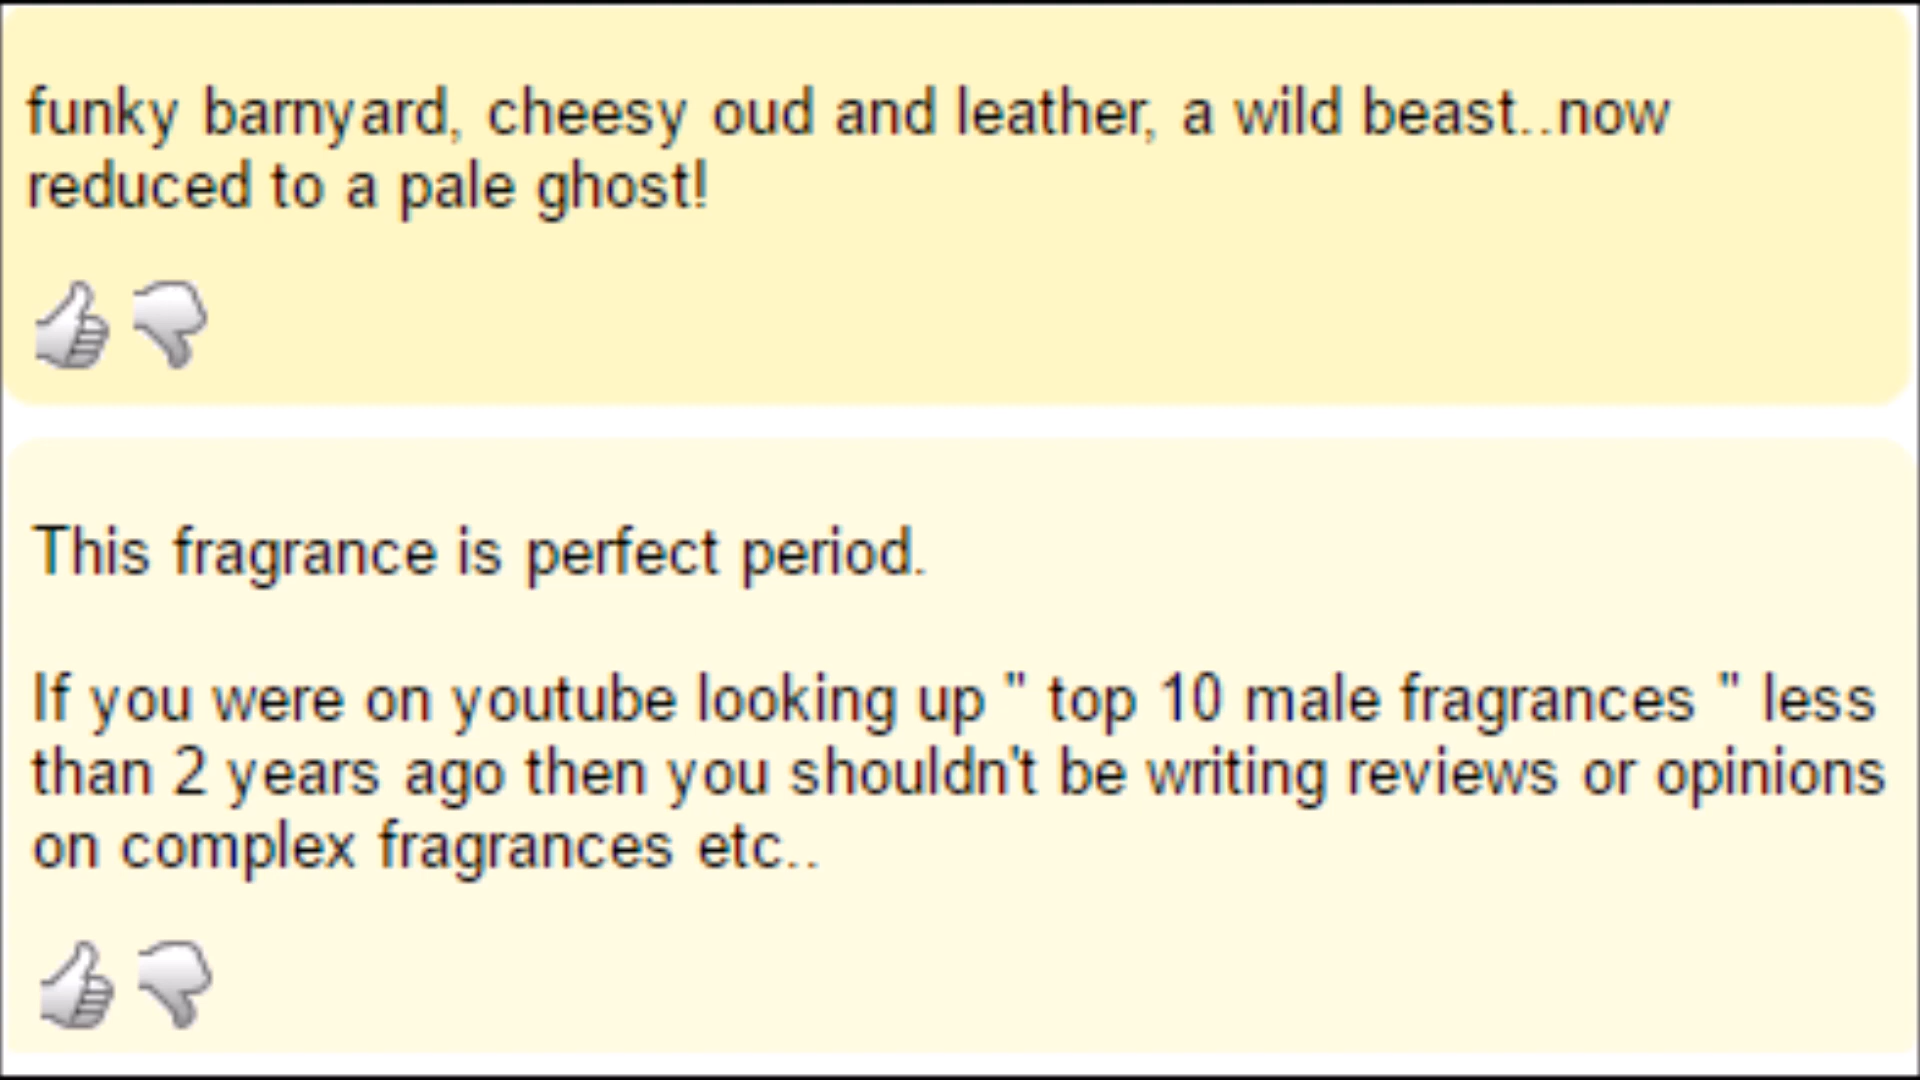 funky barnyard, cheesy oud and leather, a wild beast..now
reduced to a pale ghost!
This fragrance is perfect period.
If you were on youtube looking up " top 10 male fragrances " less
than 2 years ago then you shouldn't be writing reviews or opinions
on complex fragrances etc..